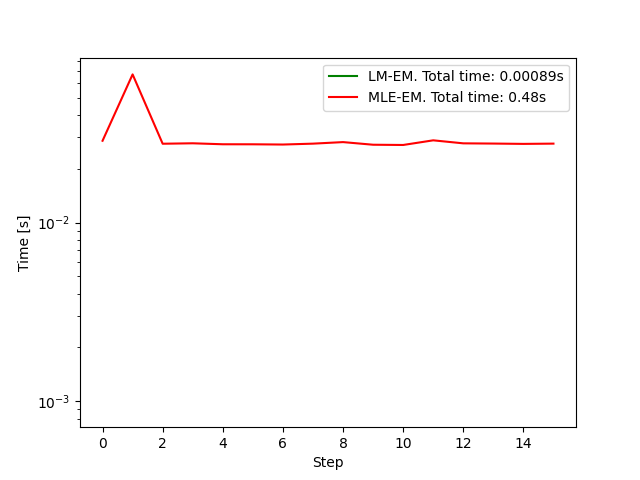 LM-EM. Total time: 0.00089s
MLE-EM. Total time: 0.48s
Time [s]
10⁻²
10⁻³
0 2 4 6 8 10 12 14
Step